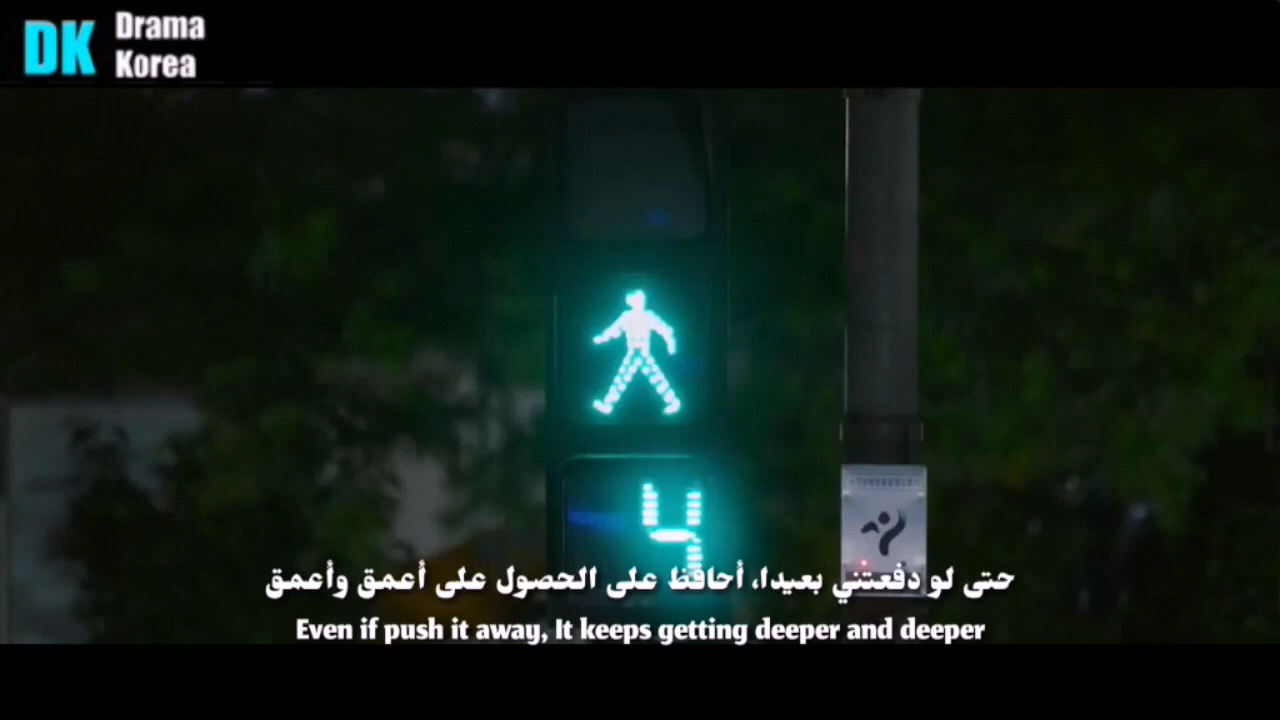 DK
Drama
Korea
4
حتى لو دفعتني بعيدا، أحافظ على الحصول على أعمق وأعمق
Even if push it away, It keeps getting deeper and deeper